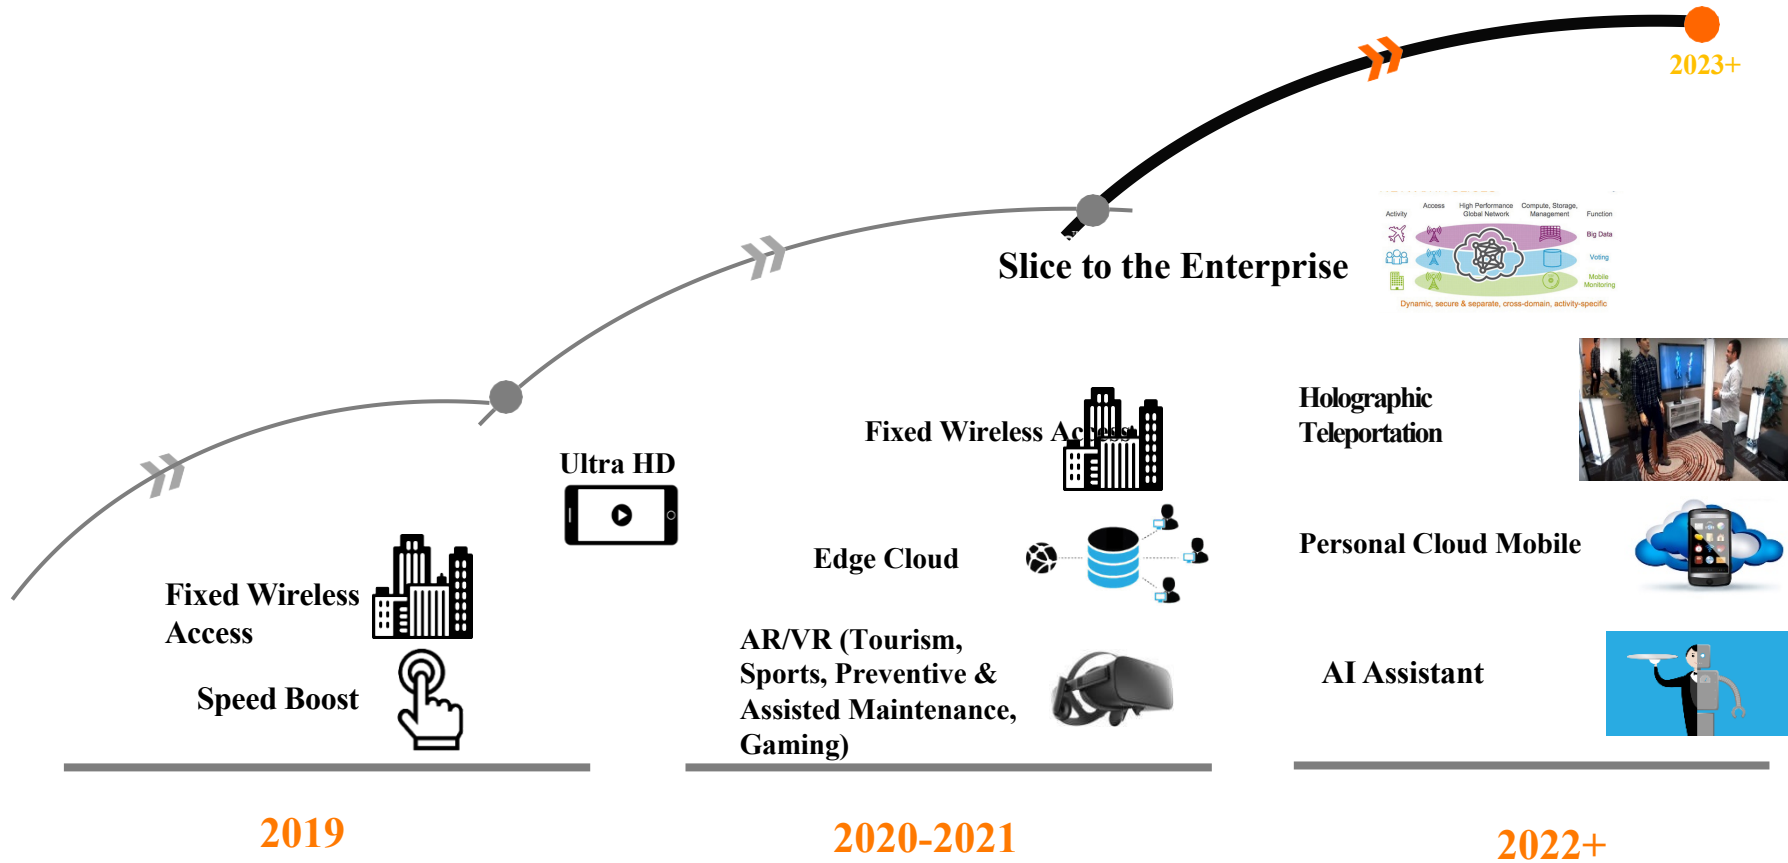 2023+
Activity
Access
High Performance
Global Network
Compute, Storage,
Management
Function
Big Data
Voting
Mobile
Monitoring
Dynamic, secure & separate, cross-domain, activity-specific
Slice to the Enterprise
Ultra HD
Fixed Wireless
Access
Speed Boost
Fixed Wireless Access
Edge Cloud
AR/VR (Tourism,
Sports, Preventive &
Assisted Maintenance,
Gaming)
Holographic
Teleportation
Personal Cloud Mobile
AI Assistant
2019
2020-2021
2022+